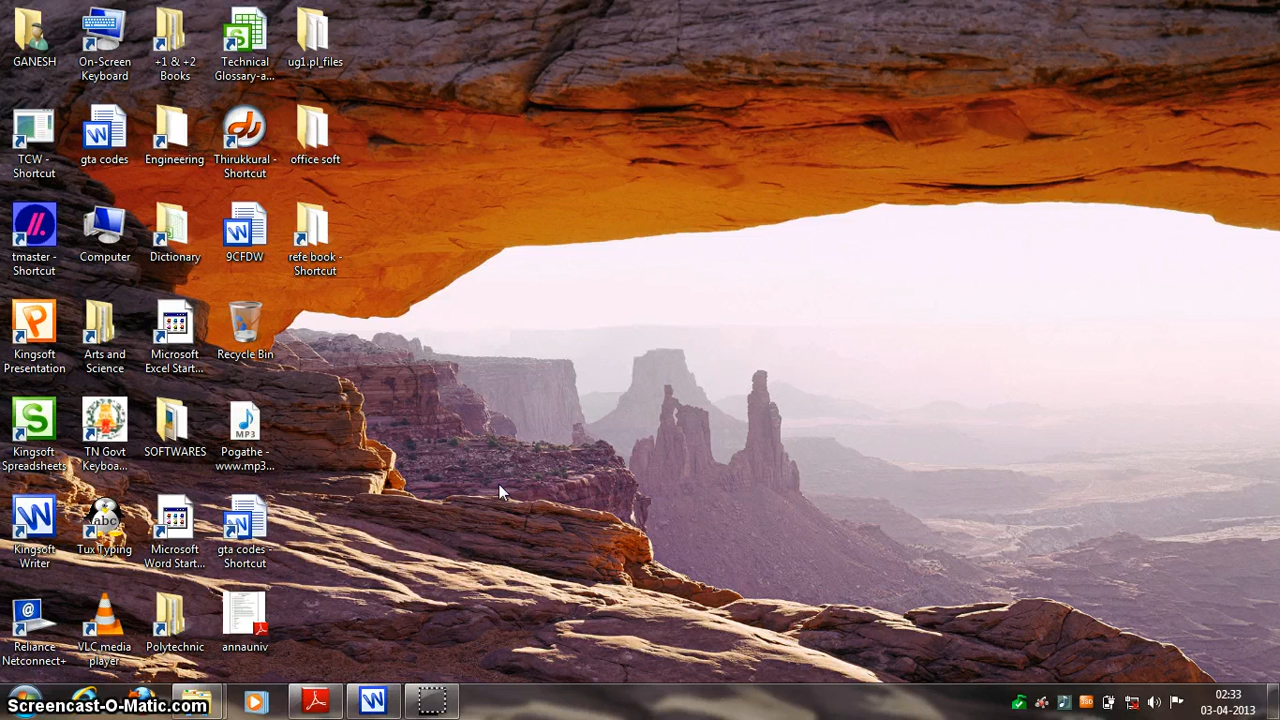 GANESH
On-Screen
Keyboard
+1 & +2
Books
Technical
Glossary-a...
ug1.pl_files
TCW -
Shortcut
gta codes
Engineering
Thirukkural -
Shortcut
office soft
tmaster -
Shortcut
Computer
Dictionary
9CFDW
refe book -
Shortcut
Kingsoft
Presentation
Arts and
Science
Microsoft
Excel Start...
Recycle Bin
Kingsoft
Spreadsheets
TN Govt
Keyboa...
SOFTWARES
MP3
Pogathe -
www.mp3...
Kingsoft
Writer
abc
Tux Typing
Microsoft
Word Start...
gta codes -
Shortcut
Reliance
Netconnect+
VLC media
player
Polytechnic
annauniv
Screencast-O-Matic.com
02:33
03-04-2013